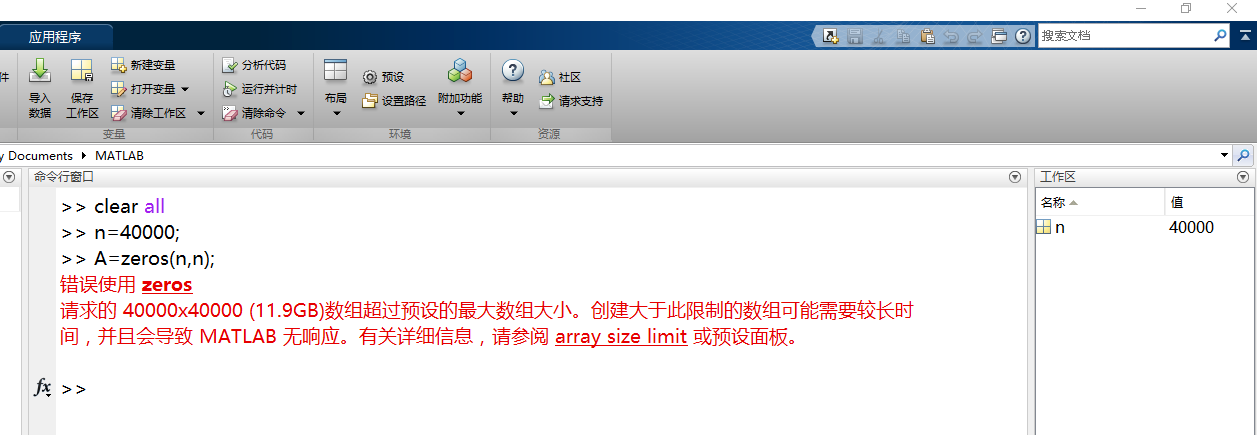 应用程序
搜索文档
件
导入
数据
保存
工作区
新建变量
打开变量
清除工作区
变量
分析代码
运行并计时
清除命令
代码
布局
预设
设置路径
附加功能
环境
帮助
社区
请求支持
资源
y Documents MATLAB
命令行窗口
>> clear all
>> n=40000;
>> A=zeros(n,n);
错误使用 zeros
请求的 40000x40000 (11.9GB)数组超过预设的最大数组大小。创建大于此限制的数组可能需要较长时
间，并且会导致 MATLAB 无响应。有关详细信息，请参阅 array size limit 或预设面板。
fx >>
工作区
名称 值
n 40000